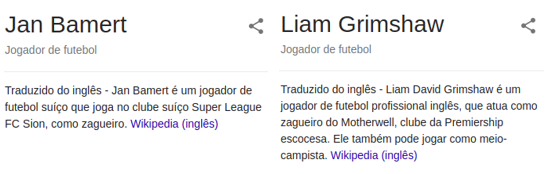 Jan Bamert
Jogador de futebol
Traduzido do inglês - Jan Bamert é um jogador de
futebol suíço que joga no clube suíço Super League
FC Sion, como zagueiro. Wikipedia (inglês)
Liam Grimshaw
Jogador de futebol
Traduzido do inglês - Liam David Grimshaw é um
jogador de futebol profissional inglês, que atua como
zagueiro do Motherwell, clube da Premiership
escocesa. Ele também pode jogar como meio-
campista. Wikipedia (inglês)